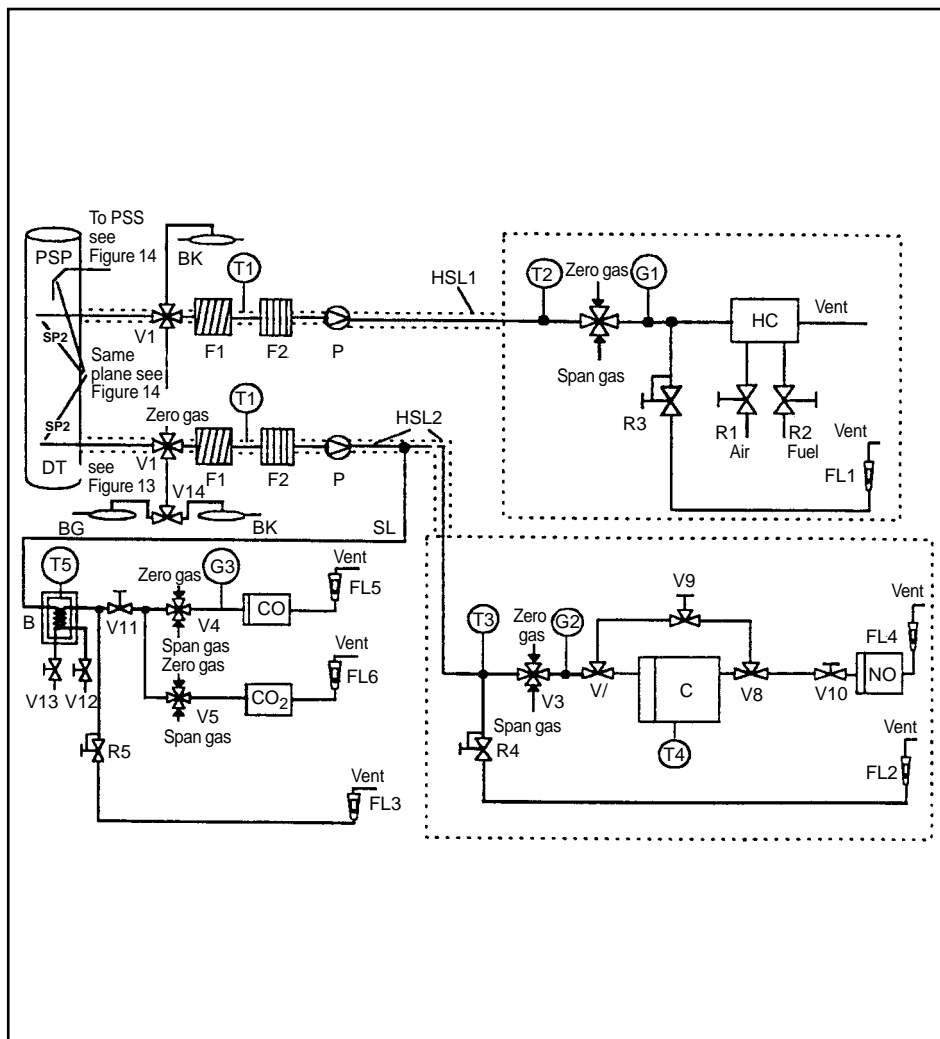 To PSS
see
Figure 14
PSP
BK
T1
HSL1
T2
Zero gas
G1
HC
Vent
SP2
V1
F1
F2
P
Span gas
Same
plane see
Figure 14
R3
R1
Air
R2
Fuel
Vent
FL1
SP2
Zero gas
T1
HSL2
DT
see
Figure 13
V1
F1
F2
P
V14
BG
BK
SL
T5
Zero gas
G3
Vent
FL5
B
V11
V4
CO
Span gas
Zero gas
Vent
FL6
V13
V12
V5
CO2
Span gas
R5
Vent
FL3
V9
T3
Zero
gas
G2
Vent
FL4
V3
V/
C
V8
V10
NO
Span gas
R4
T4
Vent
FL2